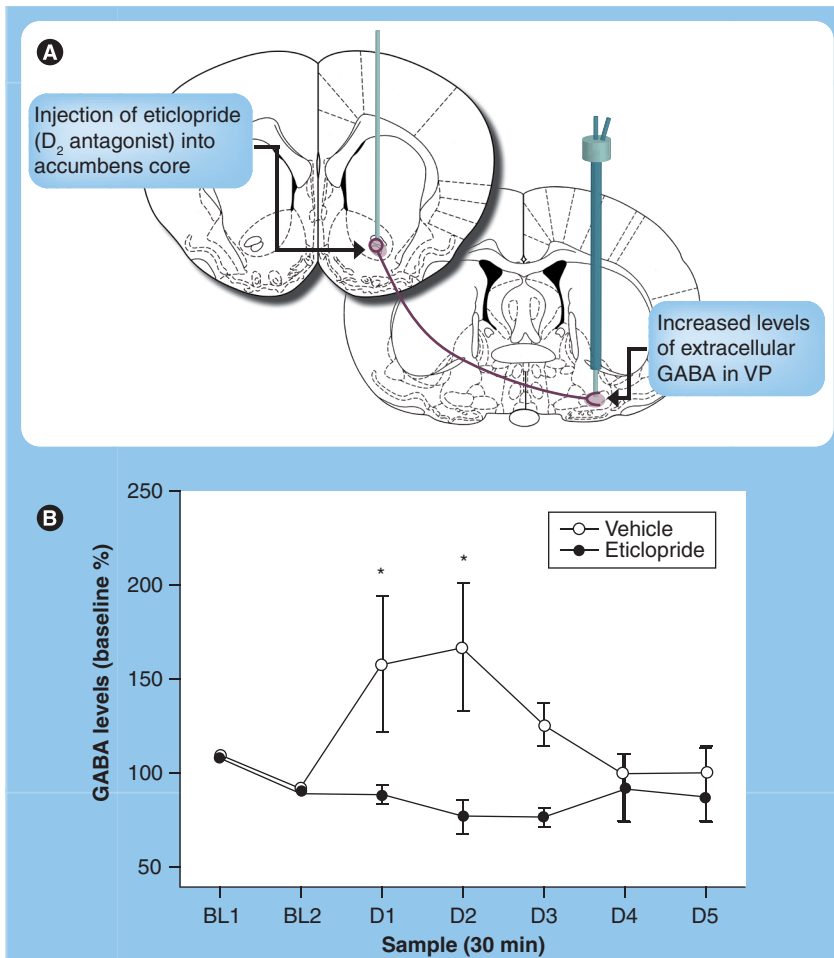 A
Injection of eticlopride
(D2 antagonist) into
accumbens core
Increased levels
of extracellular
GABA in VP
B
GABA levels (baseline %)
250
200
150
100
50
Vehicle
Eticlopride
*
*
BL1 BL2 D1 D2 D3 D4 D5
Sample (30 min)